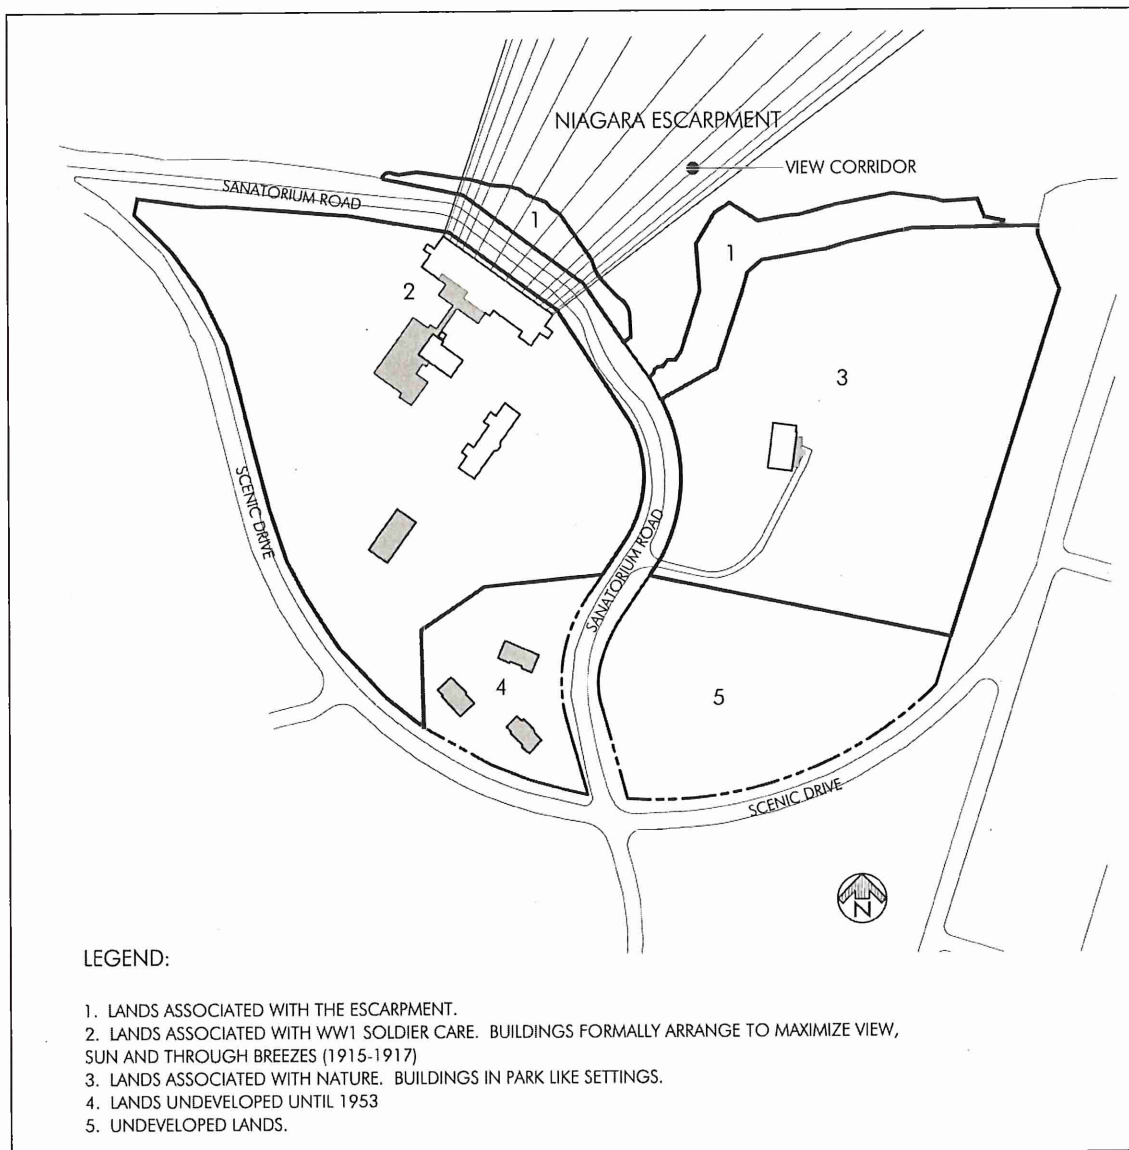 NIAGARA ESCARPMENT
VIEW CORRIDOR
SANATORIUM ROAD
1
1
2
3
SCENIC DRIVE
SANATORIUM ROAD
4
5
SCENIC DRIVE
N
LEGEND:
1. LANDS ASSOCIATED WITH THE ESCARPMENT.
2. LANDS ASSOCIATED WITH WW1 SOLDIER CARE. BUILDINGS FORMALLY ARRANGE TO MAXIMIZE VIEW,
SUN AND THROUGH BREEZES (1915-1917)
3. LANDS ASSOCIATED WITH NATURE. BUILDINGS IN PARK LIKE SETTINGS.
4. LANDS UNDEVELOPED UNTIL 1953
5. UNDEVELOPED LANDS.